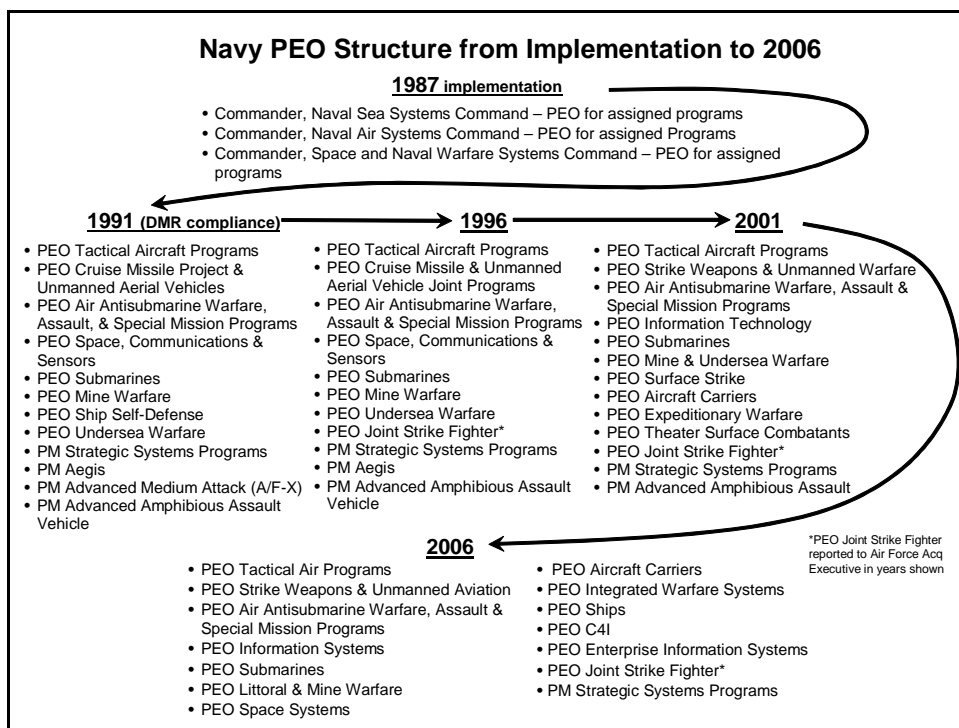 Navy PEO Structure from Implementation to 2006
1987 implementation
• Commander, Naval Sea Systems Command – PEO for assigned programs
• Commander, Naval Air Systems Command – PEO for assigned Programs
• Commander, Space and Naval Warfare Systems Command – PEO for assigned
programs
1991 (DMR compliance)
• PEO Tactical Aircraft Programs
• PEO Cruise Missile Project &
Unmanned Aerial Vehicles
• PEO Air Antisubmarine Warfare,
Assault, & Special Mission Programs
• PEO Space, Communications &
Sensors
• PEO Submarines
• PEO Mine Warfare
• PEO Ship Self-Defense
• PEO Undersea Warfare
• PM Strategic Systems Programs
• PM Aegis
• PM Advanced Medium Attack (A/F-X)
• PM Advanced Amphibious Assault
Vehicle
1996
• PEO Tactical Aircraft Programs
• PEO Cruise Missile & Unmanned
Aerial Vehicle Joint Programs
• PEO Air Antisubmarine Warfare,
Assault & Special Mission Programs
• PEO Space, Communications &
Sensors
• PEO Submarines
• PEO Mine Warfare
• PEO Undersea Warfare
• PEO Joint Strike Fighter*
• PM Strategic Systems Programs
• PM Aegis
• PM Advanced Amphibious Assault
Vehicle
2001
• PEO Tactical Aircraft Programs
• PEO Strike Weapons & Unmanned Warfare
• PEO Air Antisubmarine Warfare, Assault &
Special Mission Programs
• PEO Information Technology
• PEO Submarines
• PEO Mine & Undersea Warfare
• PEO Surface Strike
• PEO Aircraft Carriers
• PEO Expeditionary Warfare
• PEO Theater Surface Combatants
• PEO Joint Strike Fighter*
• PM Strategic Systems Programs
• PM Advanced Amphibious Assault
*PEO Joint Strike Fighter
reported to Air Force Acq
Executive in years shown
2006
• PEO Tactical Air Programs
• PEO Strike Weapons & Unmanned Aviation
• PEO Air Antisubmarine Warfare, Assault &
Special Mission Programs
• PEO Information Systems
• PEO Submarines
• PEO Littoral & Mine Warfare
• PEO Space Systems
• PEO Aircraft Carriers
• PEO Integrated Warfare Systems
• PEO Ships
• PEO C4I
• PEO Enterprise Information Systems
• PEO Joint Strike Fighter*
• PM Strategic Systems Programs